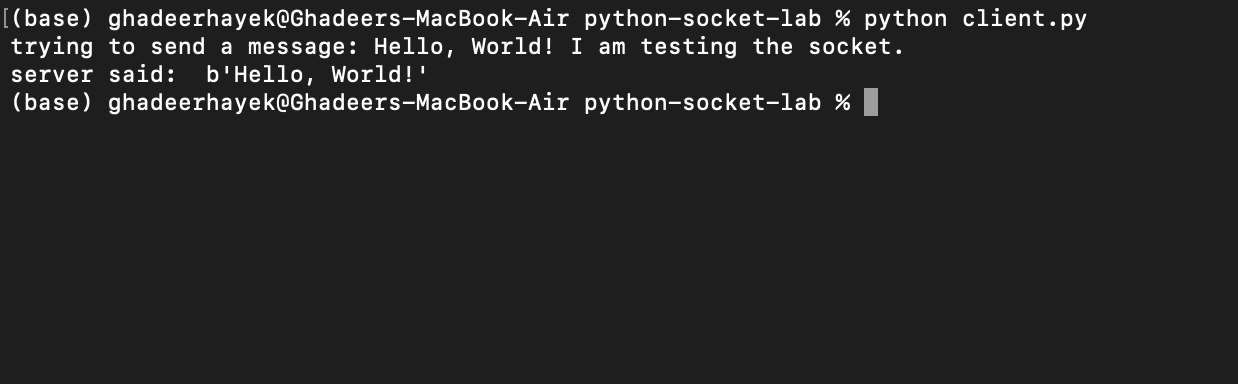 [(base) ghadeerhayek@Ghadeers-MacBook-Air python-socket-lab % python client.py
trying to send a message: Hello, World! I am testing the socket.
server said:  b'Hello, World!'
(base) ghadeerhayek@Ghadeers-MacBook-Air python-socket-lab %